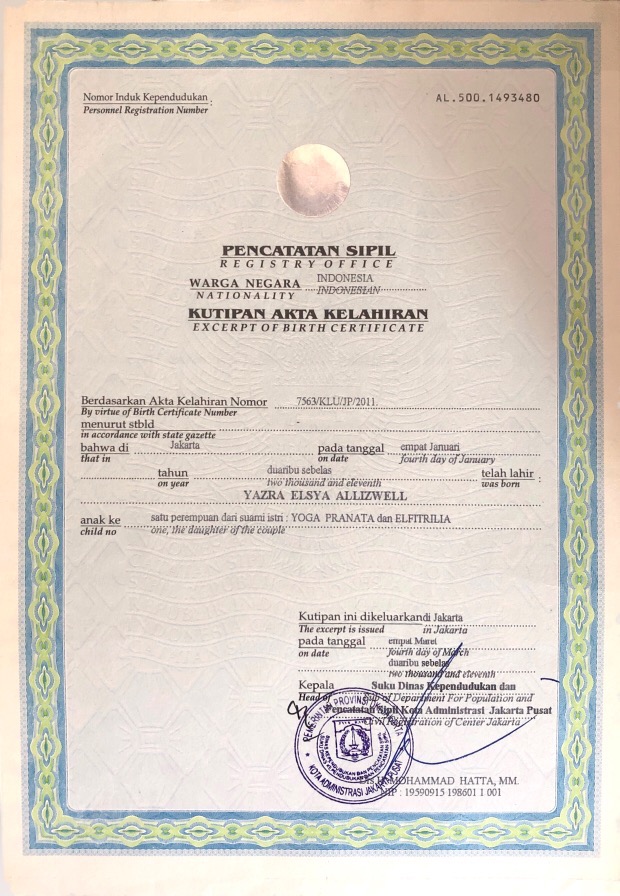 Nomor Induk Kependudukan :
AL.500.1493480
Personnel Registration Number
PENCATATAN SIPIL
REGISTRY OFFICE
WARGA NEGARA INDONESIA
NATIONALITY INDONESIAN
KUTIPAN AKTA KELAHIRAN
EXCERPT OF BIRTH CERTIFICATE
Berdasarkan Akta Kelahiran Nomor 7563/KLU/JP/2011.
By virtue of Birth Certificate Number
menurut stbld -
in accordance with state gazette
bahwa di Jakarta pada tanggal empat Januari
that in on date fourth day of January
tahun duaribu sebelas telah lahir :
on year two thousand and eleventh was born
YAZRA ELSYA ALLIZWELL
anak ke satu perempuan dari suami istri : YOGA PRANATA dan ELFITRILIA
child no one, the daughter of the couple
Kutipan ini dikeluarkan di Jakarta
The excerpt is issued in Jakarta
pada tanggal empat Maret
on date fourth day of March
duaribu sebelas
two thousand and eleventh
Kepala Suku Dinas Kependudukan dan
Head of Sub of Department For Population and
Pencatatan Sipil Kota Administrasi Jakarta Pusat
Civil Registration of Center Jakarta
PEMERINTAH PROVINSI
KOTA ADMINISTRASI JAKARTA PUSAT
MOHAMMAD HATTA, MM.
NIP : 19590915 198601 1 001